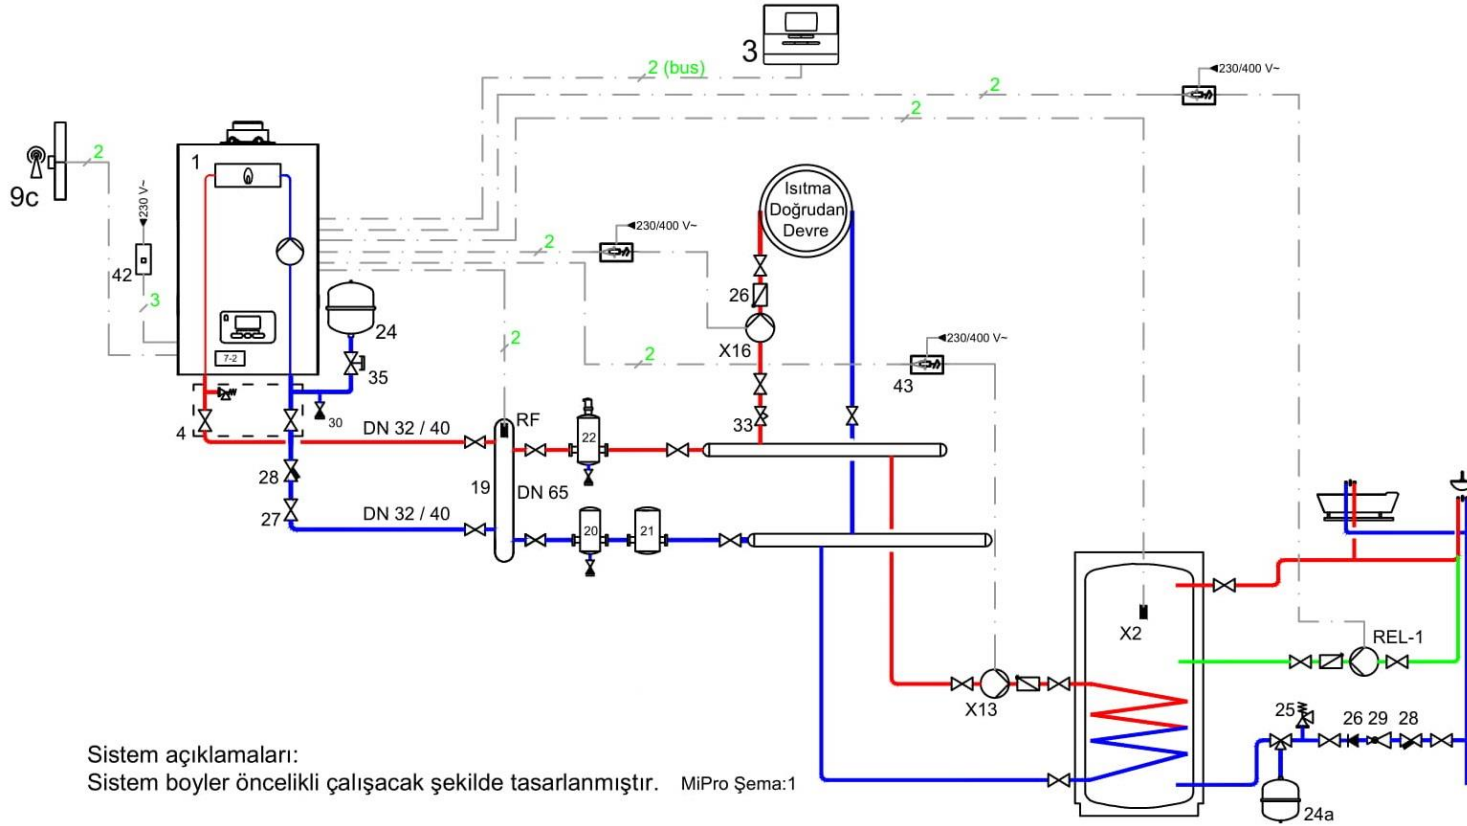 3
2 (bus)
230/400 V~
2
2
1
2
9c
230 V~
42
3
7-2
24
35
30
4
2
230/400 V~
2
2
Isıtma
Doğrudan
Devre
26
X16
230/400 V~
43
33
DN 32 / 40
RF
22
28
19
DN 65
27
DN 32 / 40
20
21
X2
REL-1
X13
25
26
29
28
24a
Sistem açıklamaları:
Sistem boyler öncelikli çalışacak şekilde tasarlanmıştır.
MiPro Şema:1